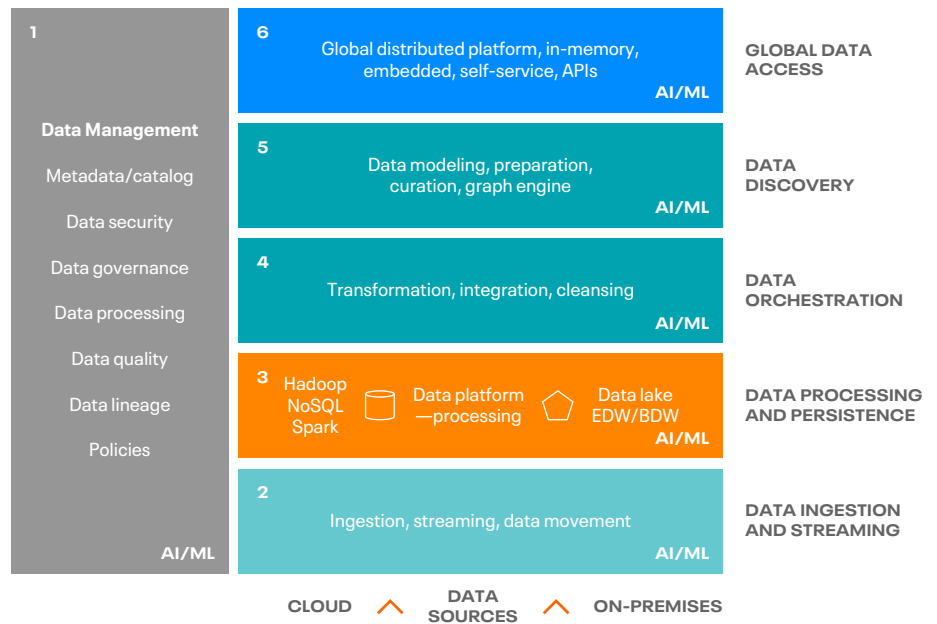 1
Data Management
Metadata/catalog
Data security
Data governance
Data processing
Data quality
Data lineage
Policies
AI/ML
6
Global distributed platform, in-memory,
embedded, self-service, APIs
AI/ML
GLOBAL DATA
ACCESS
5
Data modeling, preparation,
curation, graph engine
AI/ML
DATA
DISCOVERY
4
Transformation, integration, cleansing
AI/ML
DATA
ORCHESTRATION
3
Hadoop
NoSQL
Spark
Data platform
—processing
Data lake
EDW/BDW
AI/ML
DATA PROCESSING
AND PERSISTENCE
2
Ingestion, streaming, data movement
AI/ML
DATA INGESTION
AND STREAMING
CLOUD
DATA
SOURCES
ON-PREMISES